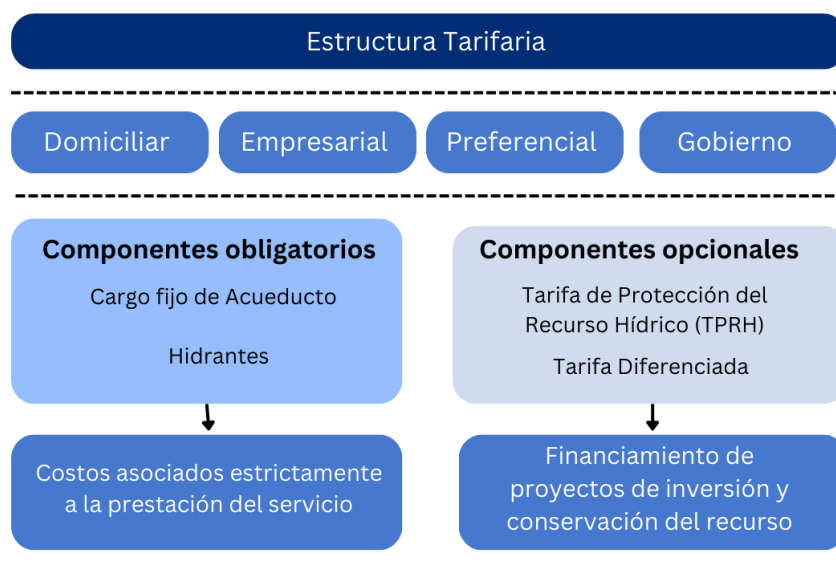 Estructura Tarifaria
Domiciliar
Empresarial
Preferencial
Gobierno
Componentes obligatorios
Cargo fijo de Acueducto
Hidrantes
Costos asociados estrictamente
a la prestación del servicio
Componentes opcionales
Tarifa de Protección del
Recurso Hídrico (TPRH)
Tarifa Diferenciada
Financiamiento de
proyectos de inversión y
conservación del recurso